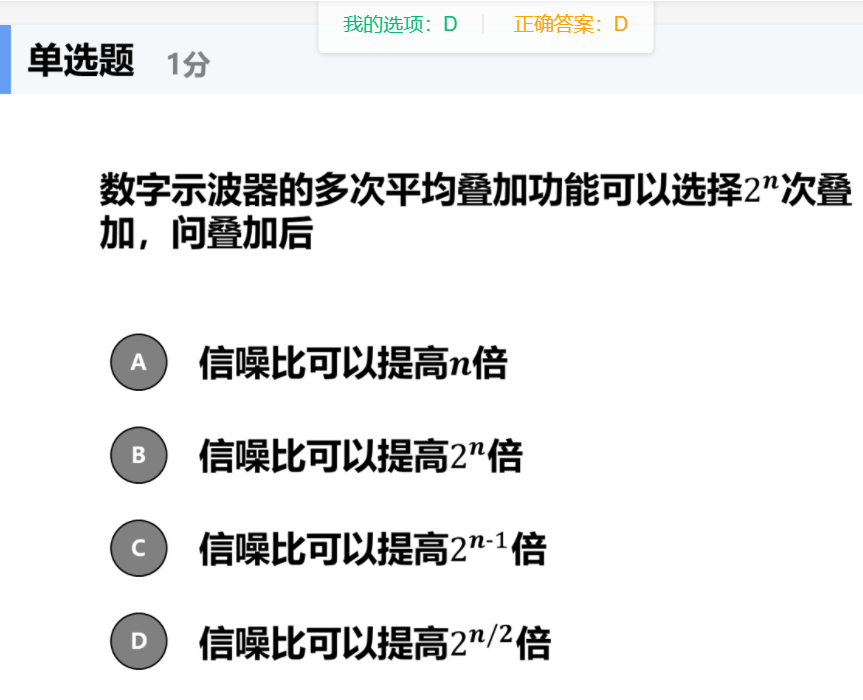 我的选项：D 正确答案：D
单选题 1分
数字示波器的多次平均叠加功能可以选择2ⁿ次叠
加，问叠加后
A 信噪比可以提高n倍
B 信噪比可以提高2ⁿ倍
C 信噪比可以提高2ⁿ⁻¹倍
D 信噪比可以提高2^{n/2}倍